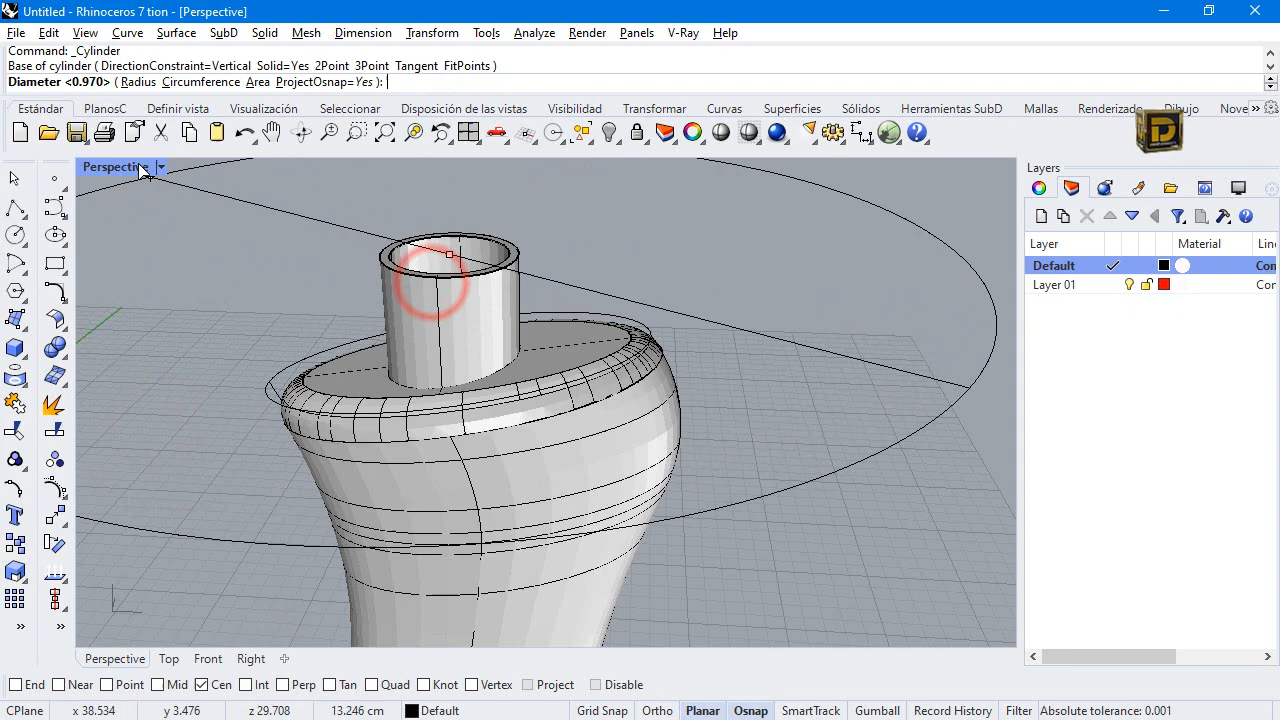 Untitled - Rhinoceros 7 tion - [Perspective]
File Edit View Curve Surface SubD Solid Mesh Dimension Transform Tools Analyze Render Panels V-Ray Help
Command: _Cylinder
Base of cylinder ( DirectionConstraint=Vertical Solid=Yes 2Point 3Point Tangent FitPoints )
Diameter <0.970> ( Radius Circumference Area ProjectOsnap=Yes ):
Estándar PlanosC Definir vista Visualización Seleccionar Disposición de las vistas Visibilidad Transformar Curvas Superficies Sólidos Herramientas SubD Mallas Renderizado Dibujo Nove »
Perspective
Layers
Layer Material Line
Default Con
Layer 01 Cor
Perspective Top Front Right
End Near Point Mid Cen Int Perp Tan Quad Knot Vertex Project Disable
CPlane x 38.534 y 3.476 z 29.708 13.246 cm Default Grid Snap Ortho Planar Osnap SmartTrack Gumball Record History Filter Absolute tolerance: 0.001